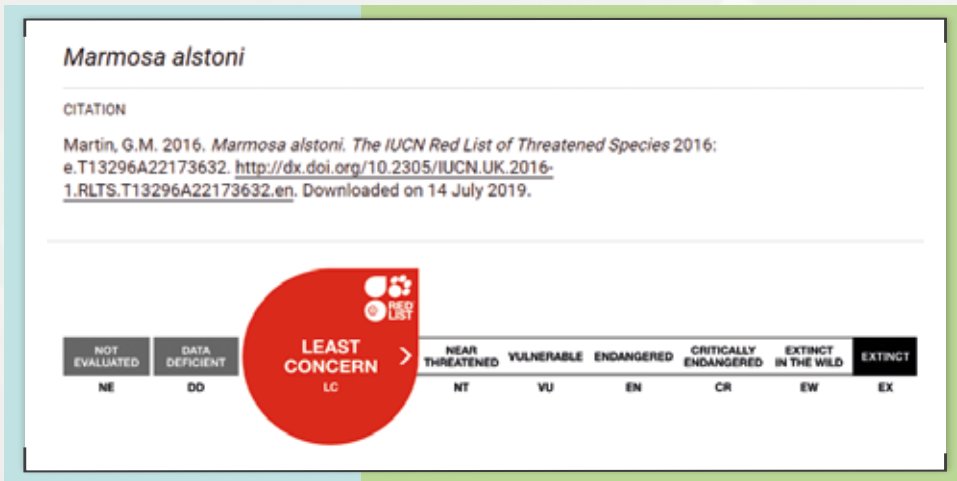 Marmosa alstoni
CITATION
Martin, G.M. 2016. Marmosa alstoni. The IUCN Red List of Threatened Species 2016:
e.T13296A22173632. http://dx.doi.org/10.2305/IUCN.UK.2016-
1.RLTS.T13296A22173632.en. Downloaded on 14 July 2019.
RED
LIST
NOT
EVALUATED
NE
DATA
DEFICIENT
DD
LEAST
CONCERN
LC
NEAR
THREATENED
NT
VULNERABLE
VU
ENDANGERED
EN
CRITICALLY
ENDANGERED
CR
EXTINCT
IN THE WILD
EW
EXTINCT
EX